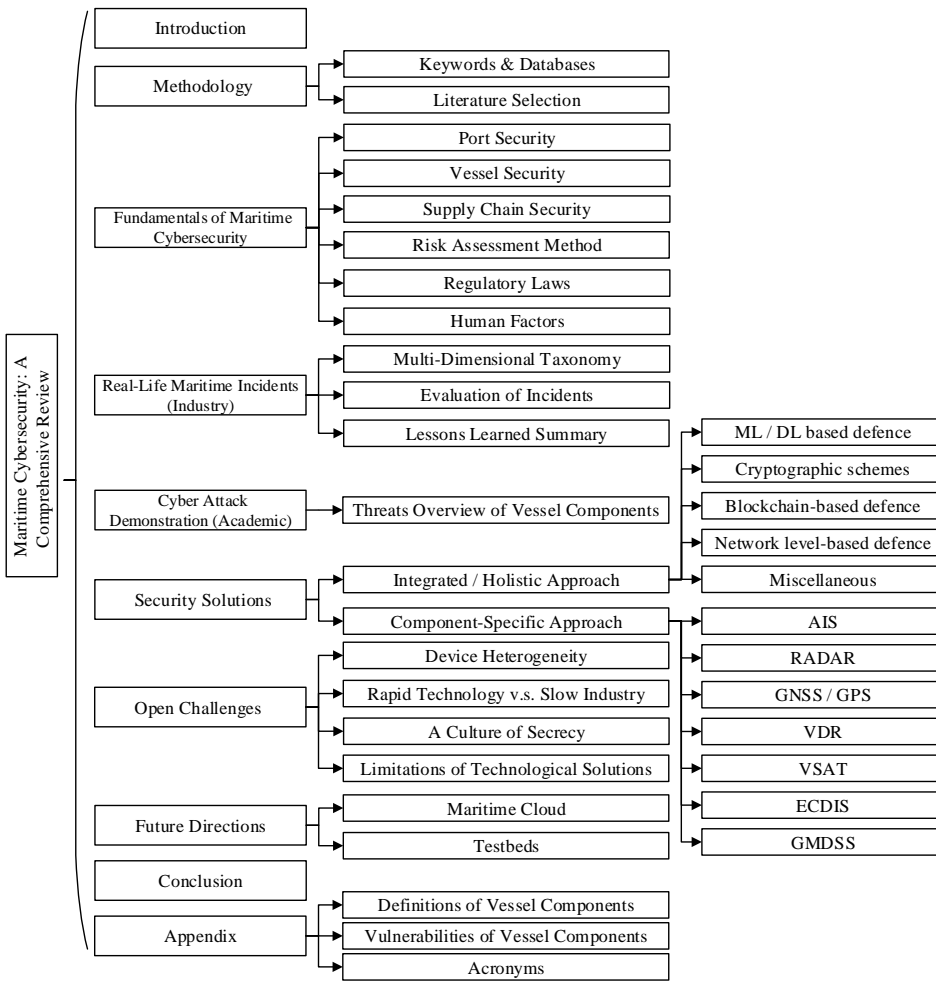 Maritime Cybersecurity: A
Comprehensive Review
Introduction
Methodology
Keywords & Databases
Literature Selection
Fundamentals of Maritime
Cybersecurity
Port Security
Vessel Security
Supply Chain Security
Risk Assessment Method
Regulatory Laws
Human Factors
Real-Life Maritime Incidents
(Industry)
Multi-Dimensional Taxonomy
Evaluation of Incidents
Lessons Learned Summary
Cyber Attack
Demonstration (Academic)
Threats Overview of Vessel Components
Security Solutions
Integrated / Holistic Approach
ML / DL based defence
Cryptographic schemes
Blockchain-based defence
Network level-based defence
Miscellaneous
Component-Specific Approach
AIS
RADAR
GNSS / GPS
VDR
VSAT
ECDIS
GMDSS
Open Challenges
Device Heterogeneity
Rapid Technology v.s. Slow Industry
A Culture of Secrecy
Limitations of Technological Solutions
Future Directions
Maritime Cloud
Testbeds
Conclusion
Appendix
Definitions of Vessel Components
Vulnerabilities of Vessel Components
Acronyms